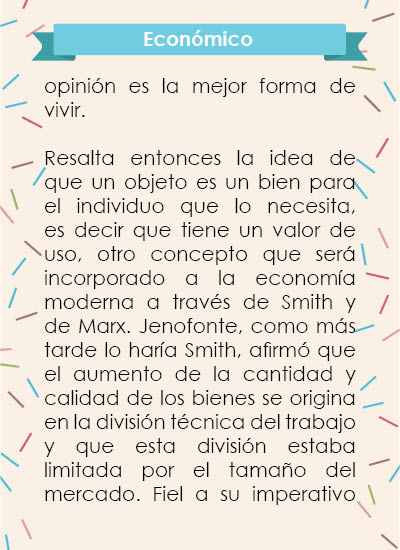 Económico
opinión es la mejor forma de
vivir.
Resalta entonces la idea de
que un objeto es un bien para
el individuo que lo necesita,
es decir que tiene un valor de
uso, otro concepto que será
incorporado a la economía
moderna a través de Smith y
de Marx. Jenofonte, como más
tarde lo haría Smith, afirmó que
el aumento de la cantidad y
calidad de los bienes se origina
en la división técnica del trabajo
y que esta división estaba
limitada por el tamaño del
mercado. Fiel a su imperativo